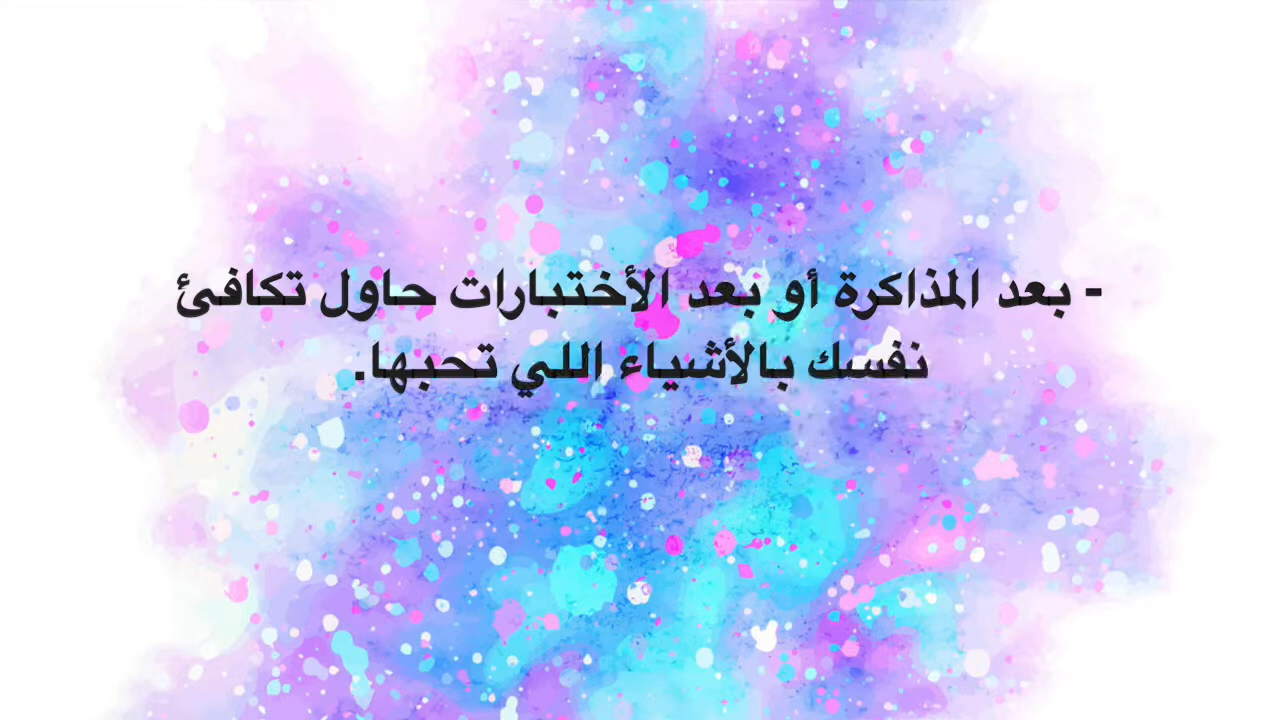 - بعد المذاكرة أو بعد الأختبارات حاول تكافئ
نفسك بالأشياء اللي تحبها.